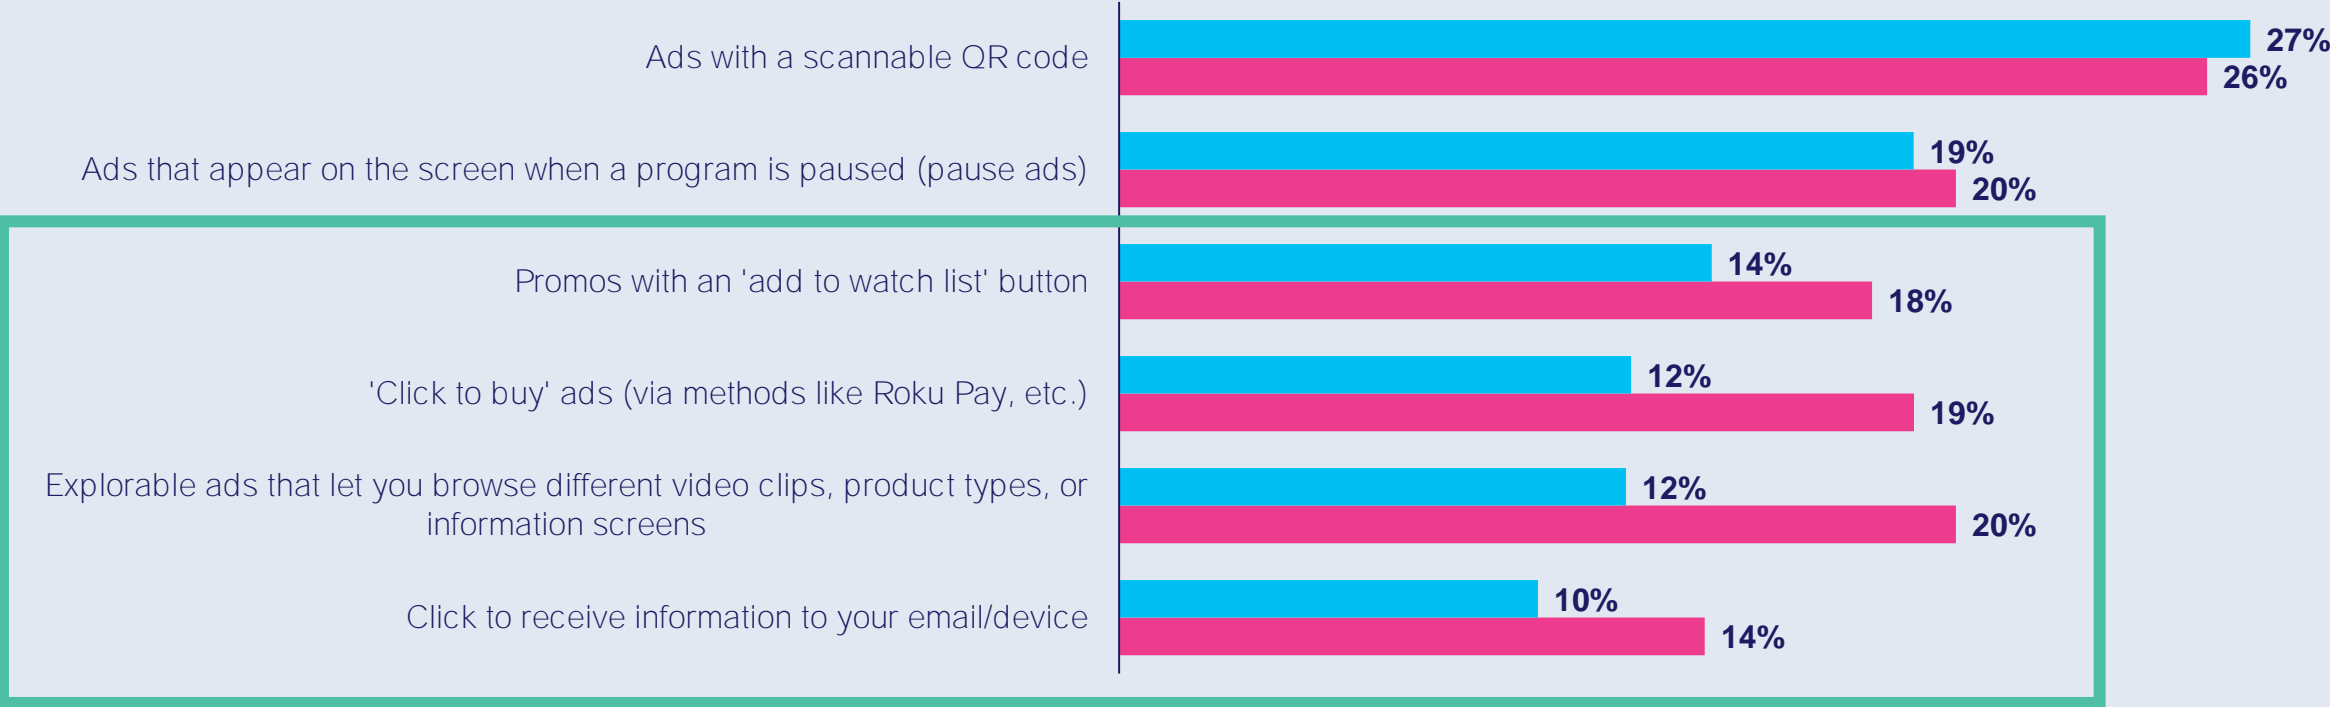 Ads with a scannable QR code
27%
26%
Ads that appear on the screen when a program is paused (pause ads)
19%
20%
Promos with an 'add to watch list' button
14%
18%
'Click to buy' ads (via methods like Roku Pay, etc.)
12%
19%
Explorable ads that let you browse different video clips, product types, or
information screens
12%
20%
Click to receive information to your email/device
10%
14%